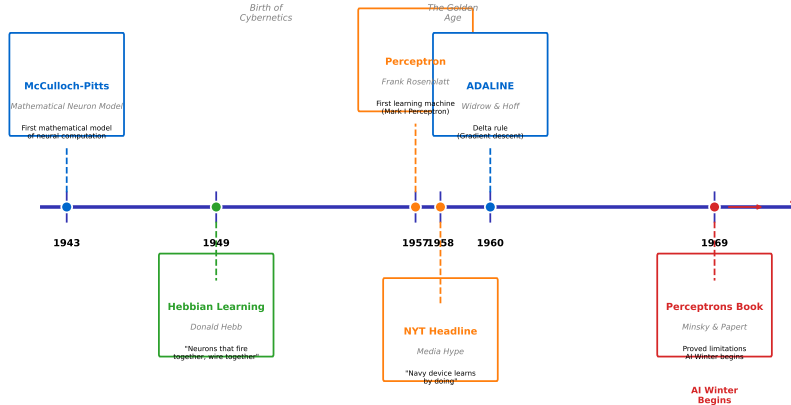 Birth of
Cybernetics
The Golden
Age
McCulloch-Pitts
Mathematical Neuron Model
First mathematical model
of neural computation
Perceptron
Frank Rosenblatt
First learning machine
(Mark I Perceptron)
ADALINE
Widrow & Hoff
Delta rule
(Gradient descent)
1943
1949
1957
1958
1960
1969
Hebbian Learning
Donald Hebb
"Neurons that fire
together, wire together"
NYT Headline
Media Hype
"Navy device learns
by doing"
Perceptrons Book
Minsky & Papert
Proved limitations
AI Winter begins
AI Winter
Begins